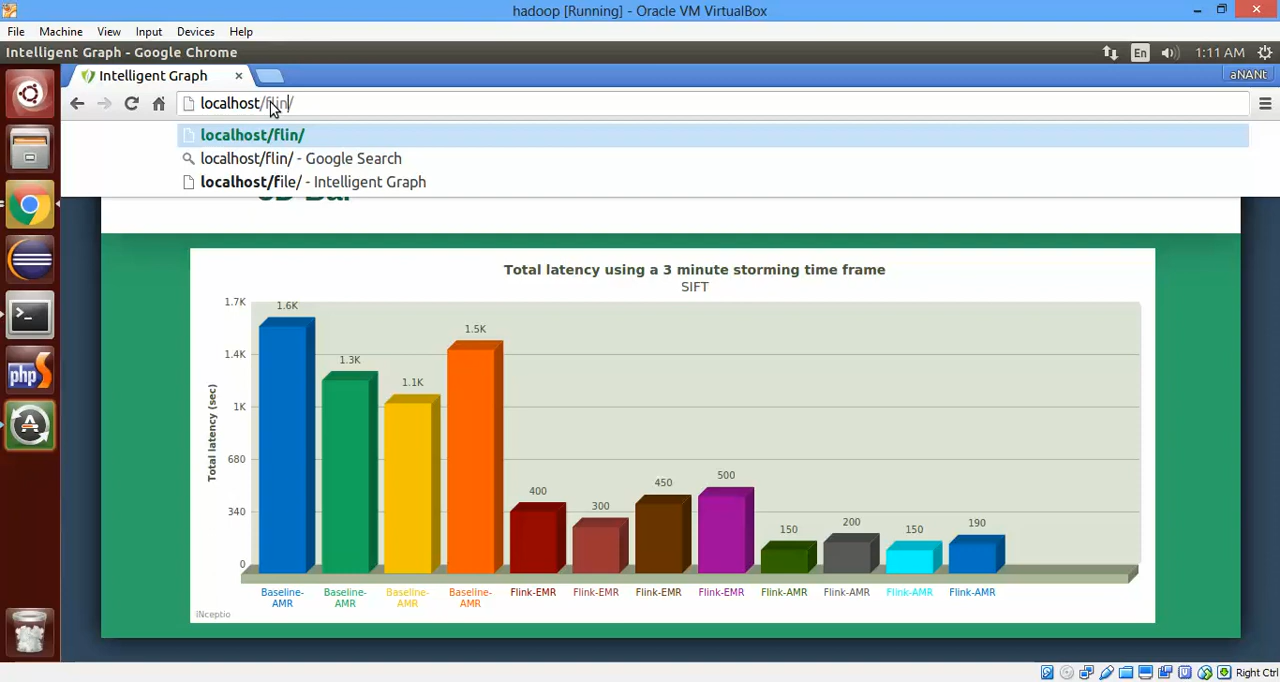 hadoop [Running] - Oracle VM VirtualBox
File Machine View Input Devices Help
Intelligent Graph - Google Chrome
En 1:11 AM
Intelligent Graph × aNANt
localhost/flin/
localhost/flin/
localhost/flin/ - Google Search
localhost/file/ - Intelligent Graph
3D Bar
Total latency using a 3 minute storming time frame
SIFT
Total latency (sec)
1.7K
1.4K
1K
680
340
0
1.6K
1.3K
1.1K
1.5K
400
300
450
500
150
200
150
190
Baseline-AMR
Baseline-AMR
Baseline-AMR
Baseline-AMR
Flink-EMR
Flink-EMR
Flink-EMR
Flink-EMR
Flink-AMR
Flink-AMR
Flink-AMR
Flink-AMR
iNceptio
php
Right Ctrl